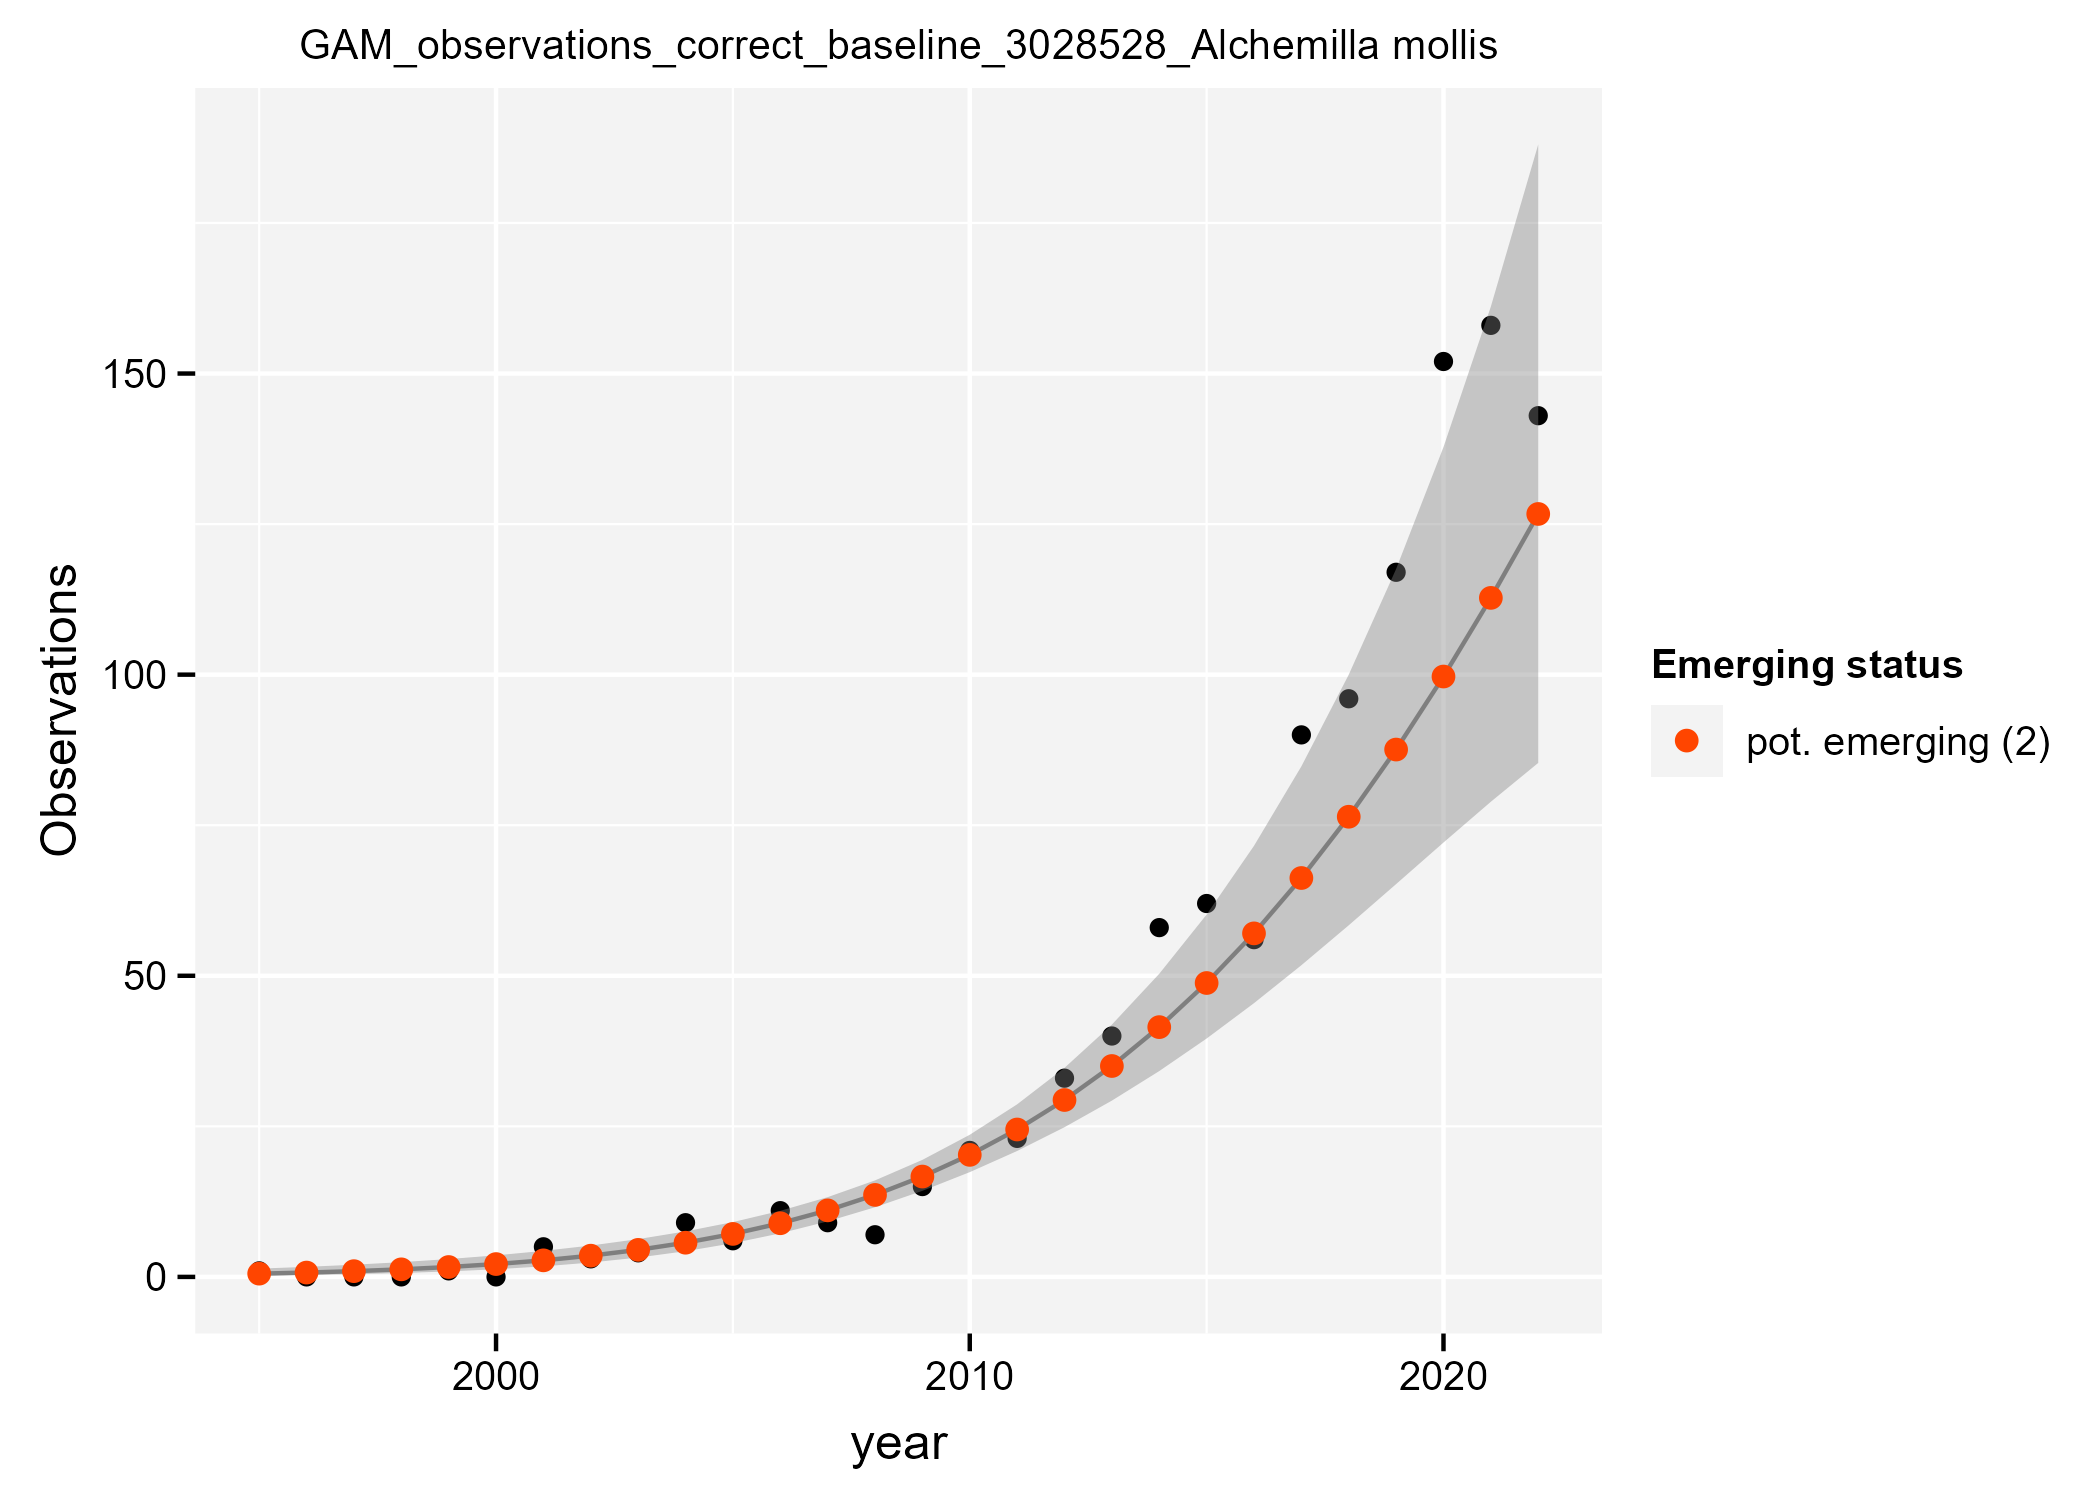 GAM_observations_correct_baseline_3028528_Alchemilla mollis
Observations
150
100
50
0
2000 2010 2020
year
Emerging status
pot. emerging (2)